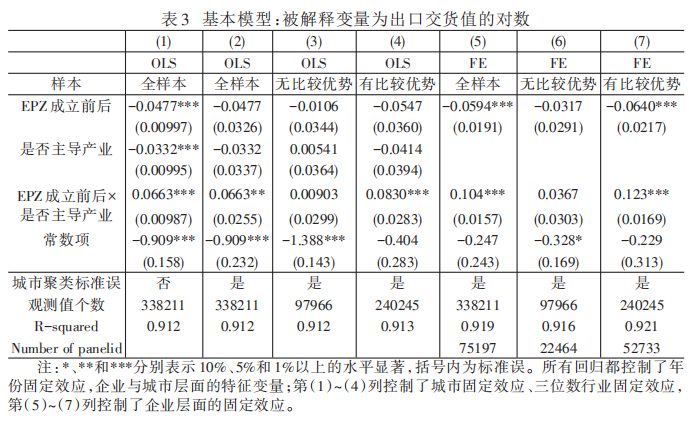 表3 基本模型:被解释变量为出口交货值的对数
(1) (2) (3) (4) (5) (6) (7)
OLS OLS OLS OLS FE FE FE
样本 全样本 全样本 无比较优势 有比较优势 全样本 无比较优势 有比较优势
EPZ成立前后 -0.0477*** -0.0477 -0.0106 -0.0547 -0.0594*** -0.0317 -0.0640***
(0.00997) (0.0326) (0.0344) (0.0360) (0.0191) (0.0291) (0.0217)
是否主导产业 -0.0332*** -0.0332 0.00541 -0.0414
(0.00995) (0.0337) (0.0364) (0.0394)
EPZ成立前后× 0.0663*** 0.0663** 0.00903 0.0830*** 0.104*** 0.0367 0.123***
是否主导产业 (0.00987) (0.0255) (0.0299) (0.0283) (0.0157) (0.0303) (0.0169)
常数项 -0.909*** -0.909*** -1.388*** -0.404 -0.247 -0.328* -0.229
(0.158) (0.232) (0.143) (0.283) (0.243) (0.169) (0.313)
城市聚类标准误 否 是 是 是 是 是 是
观测值个数 338211 338211 97966 240245 338211 97966 240245
R-squared 0.912 0.912 0.912 0.913 0.919 0.916 0.921
Number of panelid 75197 22464 52733
注:*、**和***分别表示10%、5%和1%以上的水平显著,括号内为标准误。所有回归都控制了年
份固定效应,企业与城市层面的特征变量;第(1)~(4)列控制了城市固定效应、三位数行业固定效应,
第(5)~(7)列控制了企业层面的固定效应。